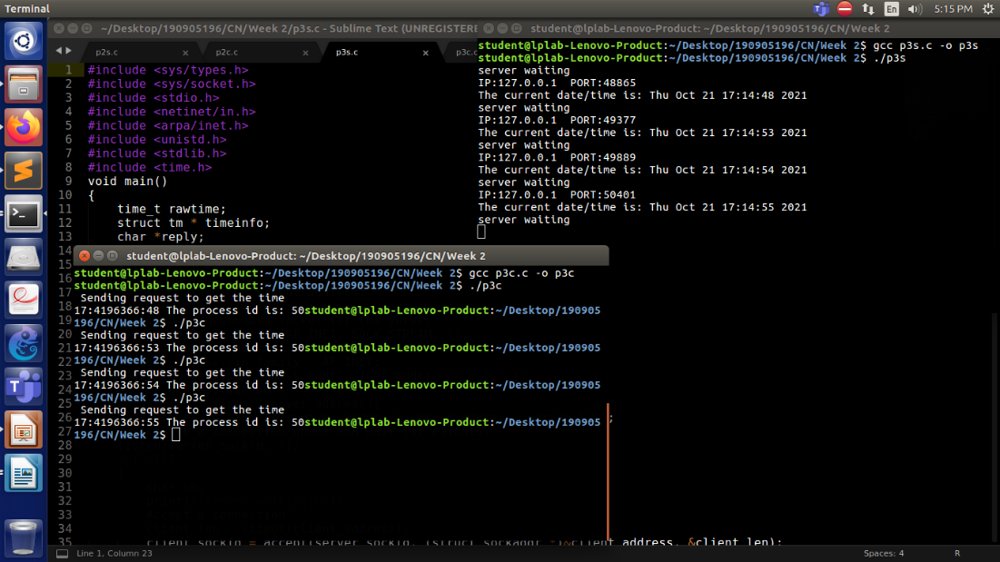 Terminal
En
5:15 PM
~/Desktop/190905196/CN/Week 2/p3s.c - Sublime Text (UNREGISTERE
student@lplab-Lenovo-Product: ~/Desktop/190905196/CN/Week 2
p2s.c
p2c.c
p3s.c
p3c.
1 #include <sys/types.h>
2 #include <sys/socket.h>
3 #include <stdio.h>
4 #include <netinet/in.h>
5 #include <arpa/inet.h>
6 #include <unistd.h>
7 #include <stdlib.h>
8 #include <time.h>
9 void main()
10 {
11 time_t rawtime;
12 struct tm * timeinfo;
13 char *reply;
14
15
16
17
18
19
20
21
22
23
24
25
26 ;
27
28
29
30
31
32
33
34
35 client_sockfd = accept(server_sockfd, (struct sockaddr *)&client_address, &client_len);
student@lplab-Lenovo-Product:~/Desktop/190905196/CN/Week 2$ gcc p3s.c -o p3s
student@lplab-Lenovo-Product:~/Desktop/190905196/CN/Week 2$ ./p3s
server waiting
IP:127.0.0.1 PORT:48865
The current date/time is: Thu Oct 21 17:14:48 2021
server waiting
IP:127.0.0.1 PORT:49377
The current date/time is: Thu Oct 21 17:14:53 2021
server waiting
IP:127.0.0.1 PORT:49889
The current date/time is: Thu Oct 21 17:14:54 2021
server waiting
IP:127.0.0.1 PORT:50401
The current date/time is: Thu Oct 21 17:14:55 2021
server waiting
student@lplab-Lenovo-Product: ~/Desktop/190905196/CN/Week 2
student@lplab-Lenovo-Product:~/Desktop/190905196/CN/Week 2$ gcc p3c.c -o p3c
student@lplab-Lenovo-Product:~/Desktop/190905196/CN/Week 2$ ./p3c
Sending request to get the time
17:4196366:48 The process id is: 50student@lplab-Lenovo-Product:~/Desktop/190905
196/CN/Week 2$ ./p3c
Sending request to get the time
17:4196366:53 The process id is: 50student@lplab-Lenovo-Product:~/Desktop/190905
196/CN/Week 2$ ./p3c
Sending request to get the time
17:4196366:54 The process id is: 50student@lplab-Lenovo-Product:~/Desktop/190905
196/CN/Week 2$ ./p3c
Sending request to get the time
17:4196366:55 The process id is: 50student@lplab-Lenovo-Product:~/Desktop/190905
196/CN/Week 2$
Line 1, Column 23
Spaces: 4
R